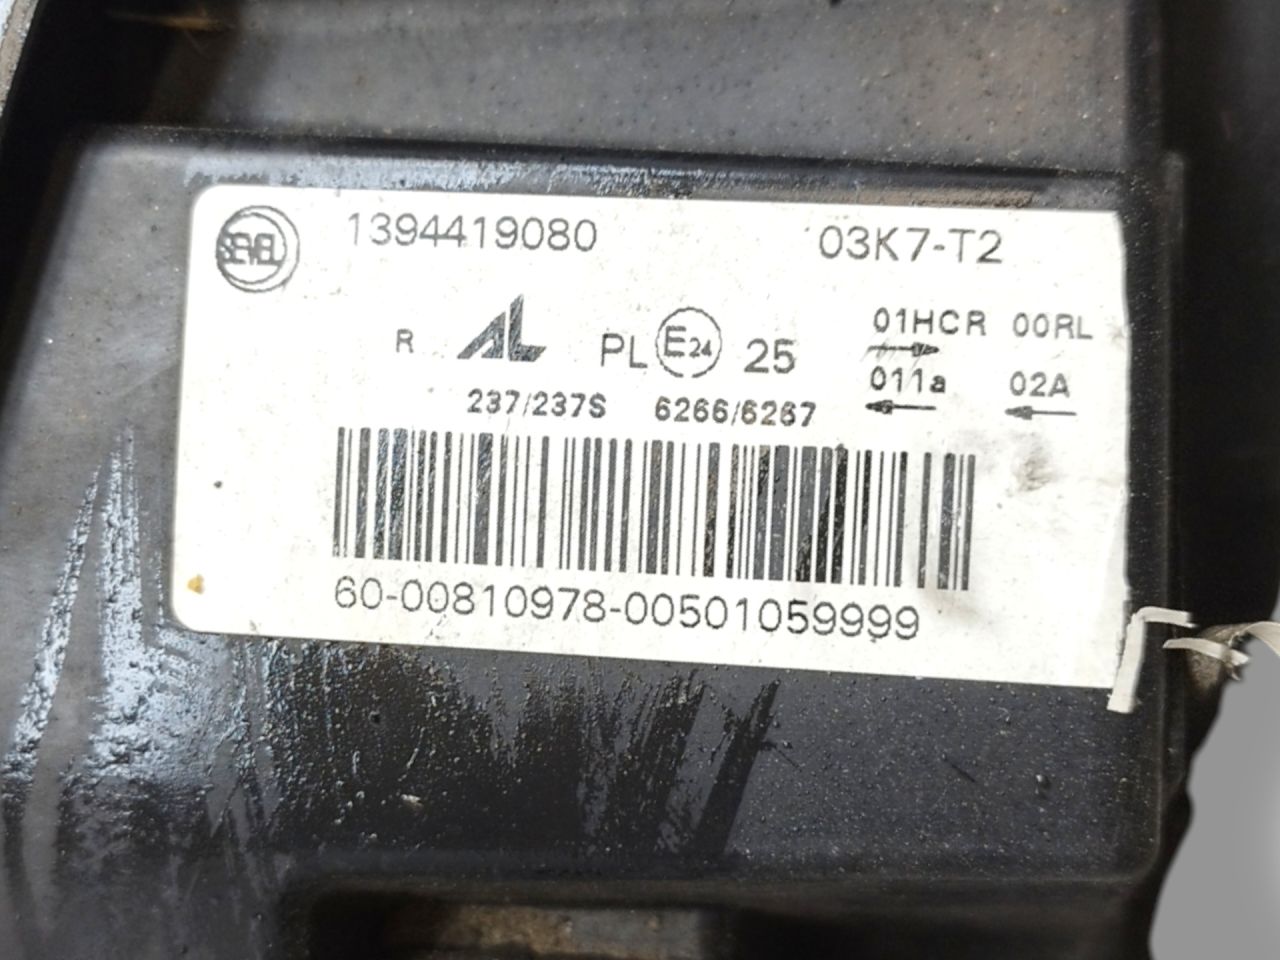 SEVEL 1394419080 03K7-T2
R AL PL E24 25 01HCR 00RL
011a 02A
237/237S 6266/6267
60-00810978-00501059999